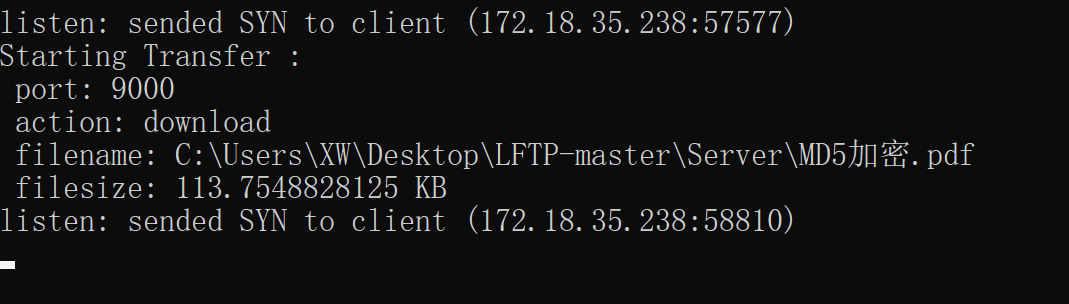 listen: sended SYN to client (172.18.35.238:57577)
Starting Transfer :
port: 9000
action: download
filename: C:\Users\XW\Desktop\LFTP-master\Server\MD5加密.pdf
filesize: 113.7548828125 KB
listen: sended SYN to client (172.18.35.238:58810)